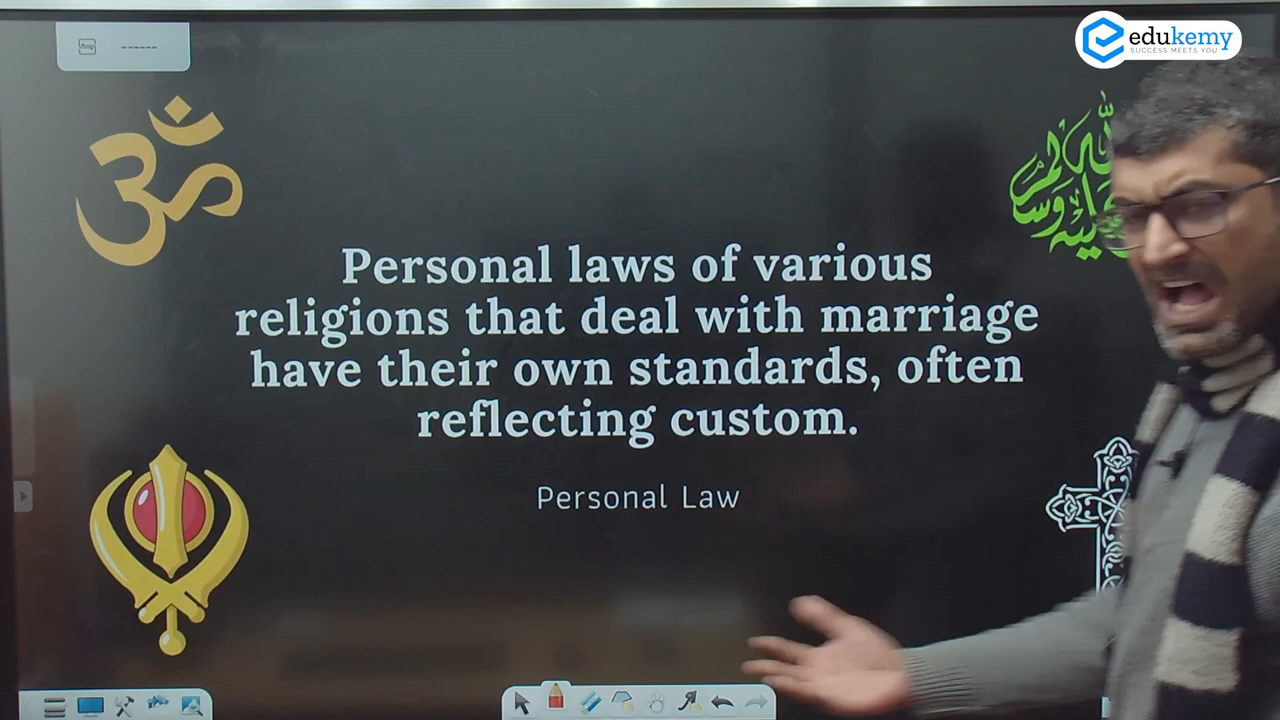 edukemy
SUCCESS MEETS YOU
------
Personal laws of various
religions that deal with marriage
have their own standards, often
reflecting custom.
Personal Law